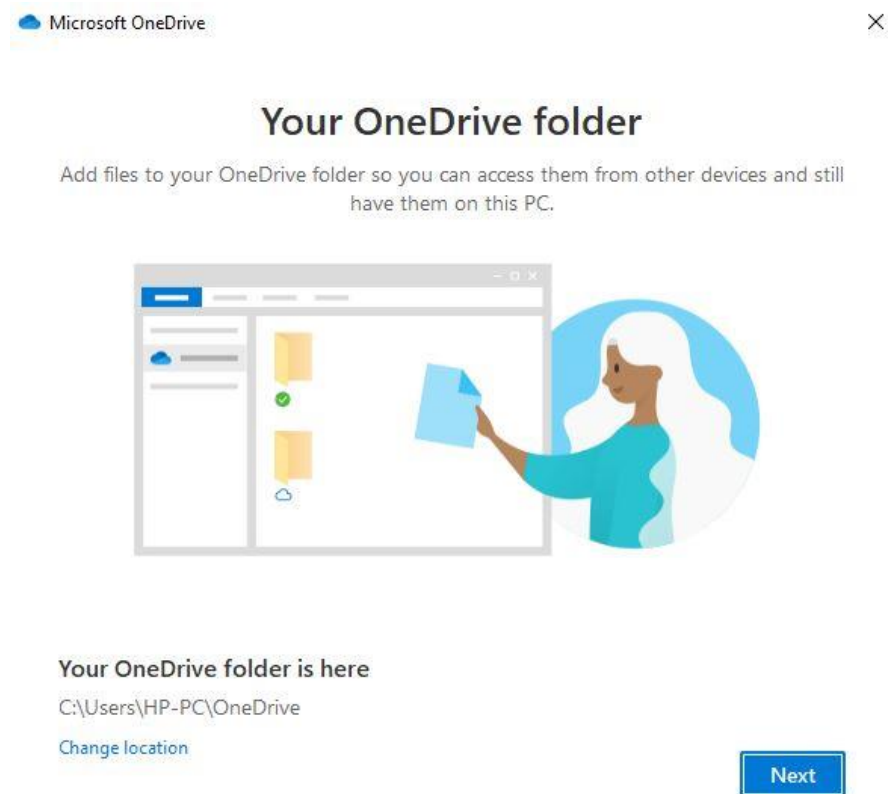 Microsoft OneDrive
Your OneDrive folder
Add files to your OneDrive folder so you can access them from other devices and still
have them on this PC.
Your OneDrive folder is here
C:\Users\HP-PC\OneDrive
Change location
Next